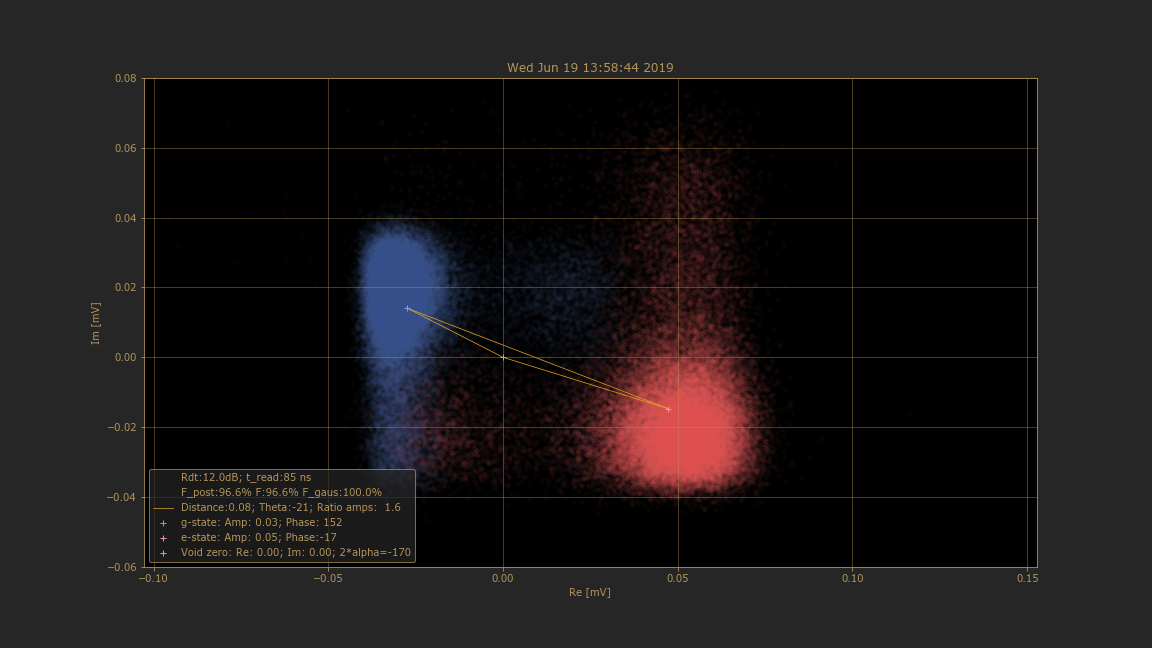 Wed Jun 19 13:58:44 2019
0.08
0.06
0.04
0.02
0.00
−0.02
−0.04
−0.06
Im [mV]
Rdt:12.0dB; t_read:85 ns
F_post:96.6% F:96.6% F_gaus:100.0%
Distance:0.08; Theta:-21; Ratio amps:  1.6
g-state: Amp: 0.03; Phase: 152
e-state: Amp: 0.05; Phase:-17
Void zero: Re: 0.00; Im: 0.00; 2*alpha=-170
−0.10 −0.05 0.00 0.05 0.10 0.15
Re [mV]